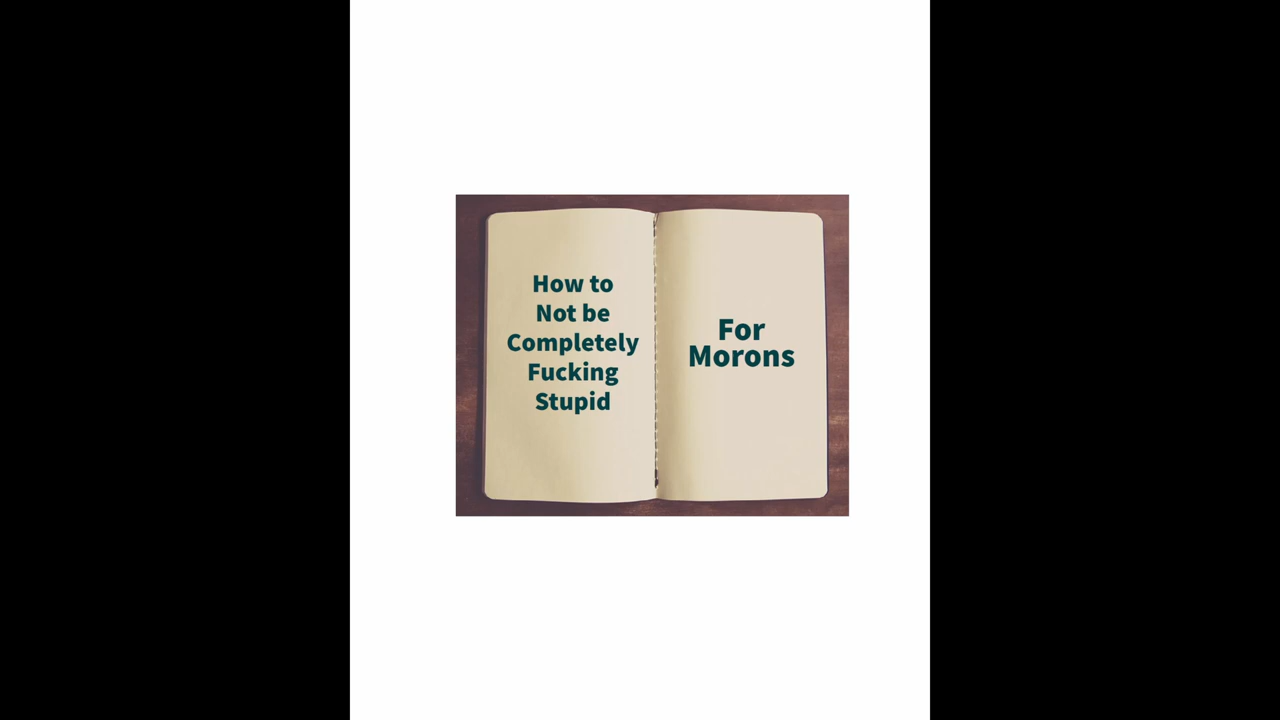 How to
Not be
Completely
Fucking
Stupid
For
Morons